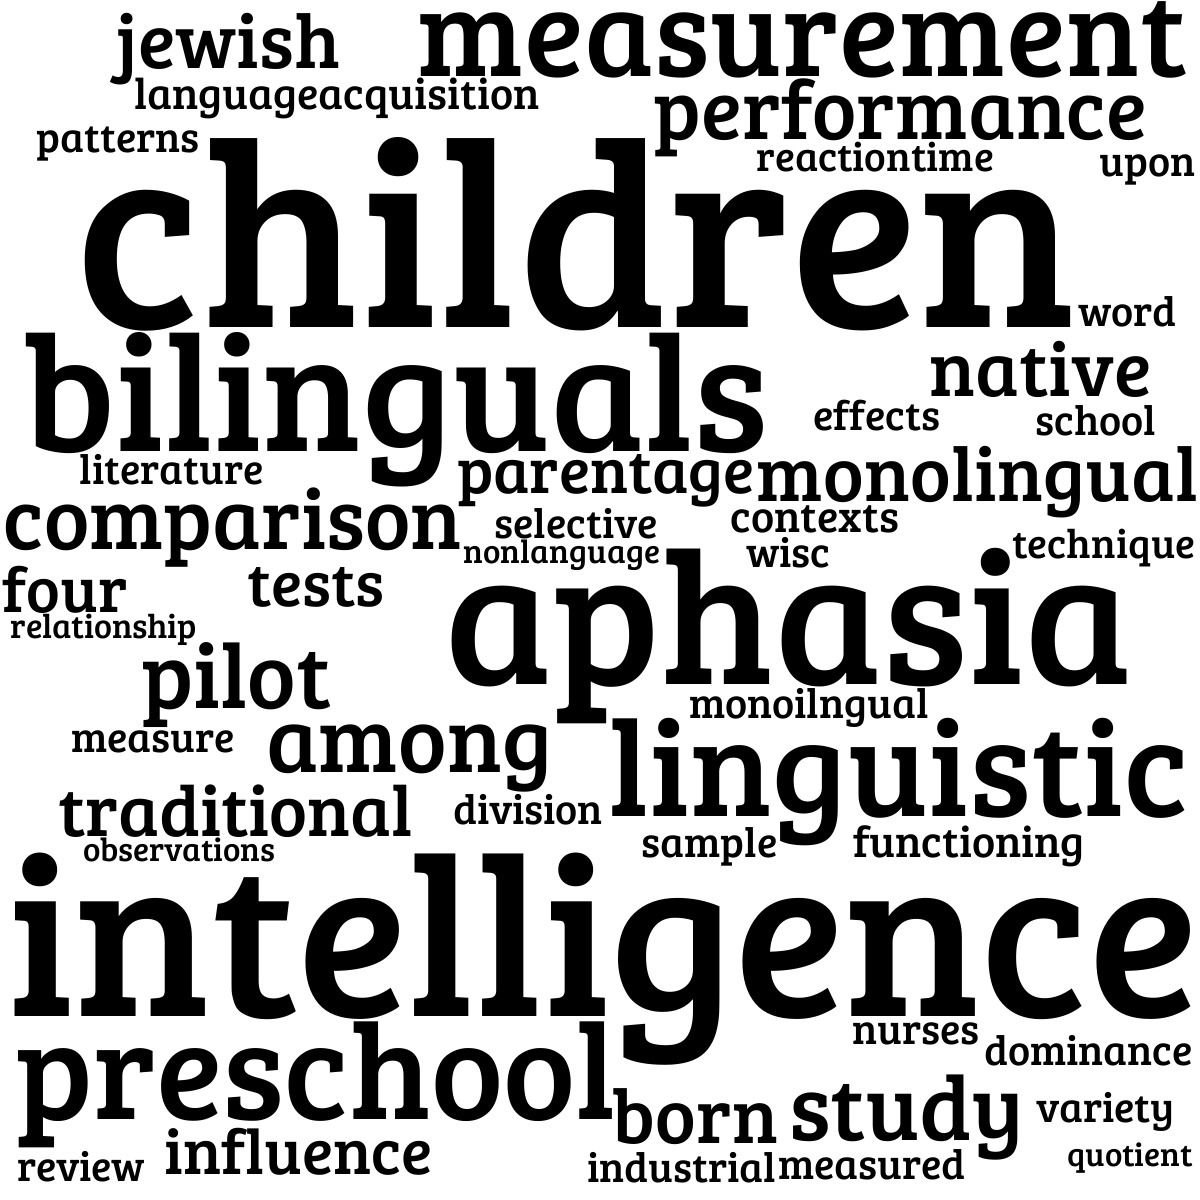 jewish
measurement
languageacquisition
performance
patterns
reactiontime
upon
children
word
bilinguals
native
effects
school
literature
parentage
monolingual
comparison
selective
contexts
nonlanguage
wisc
technique
four
tests
aphasia
relationship
pilot
monoilngual
measure
among
linguistic
traditional
division
observations
sample
functioning
intelligence
nurses
preschool
dominance
born
study
variety
review
influence
industrial
measured
quotient